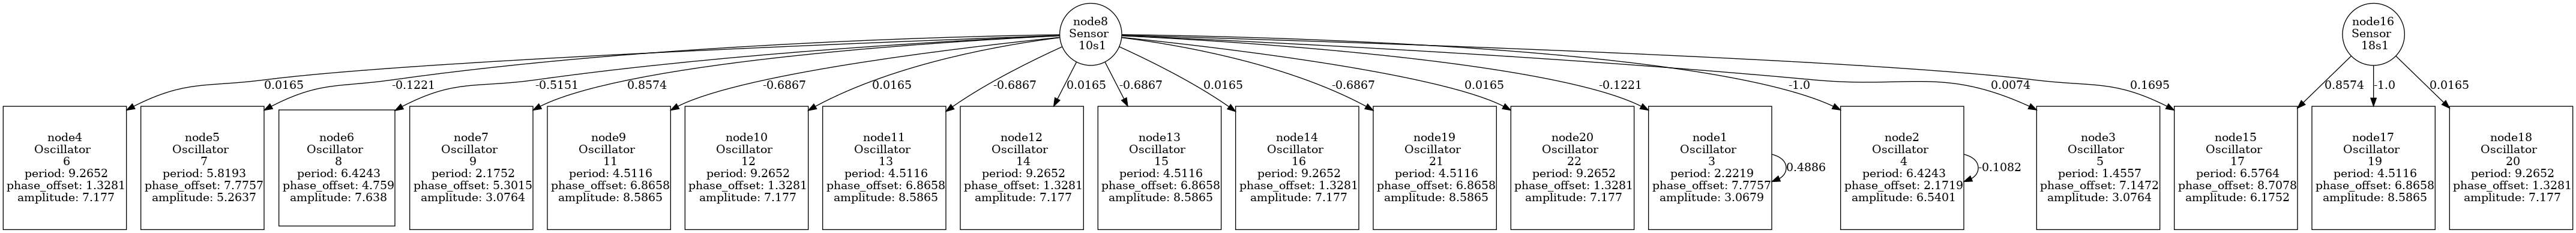 node8
Sensor
10s1
node16
Sensor
18s1
0.0165
-0.1221
-0.5151
0.8574
-0.6867
0.0165
-0.6867
0.0165
-0.6867
0.0165
-0.6867
0.0165
-0.1221
-1.0
0.0074
0.1695
0.8574
-1.0
0.0165
node4
Oscillator
6
period: 9.2652
phase_offset: 1.3281
amplitude: 7.177
node5
Oscillator
7
period: 5.8193
phase_offset: 7.7757
amplitude: 5.2637
node6
Oscillator
8
period: 6.4243
phase_offset: 4.759
amplitude: 7.638
node7
Oscillator
9
period: 2.1752
phase_offset: 5.3015
amplitude: 3.0764
node9
Oscillator
11
period: 4.5116
phase_offset: 6.8658
amplitude: 8.5865
node10
Oscillator
12
period: 9.2652
phase_offset: 1.3281
amplitude: 7.177
node11
Oscillator
13
period: 4.5116
phase_offset: 6.8658
amplitude: 8.5865
node12
Oscillator
14
period: 9.2652
phase_offset: 1.3281
amplitude: 7.177
node13
Oscillator
15
period: 4.5116
phase_offset: 6.8658
amplitude: 8.5865
node14
Oscillator
16
period: 9.2652
phase_offset: 1.3281
amplitude: 7.177
node19
Oscillator
21
period: 4.5116
phase_offset: 6.8658
amplitude: 8.5865
node20
Oscillator
22
period: 9.2652
phase_offset: 1.3281
amplitude: 7.177
node1
Oscillator
3
period: 2.2219
phase_offset: 7.7757
amplitude: 3.0679
0.4886
node2
Oscillator
4
period: 6.4243
phase_offset: 2.1719
amplitude: 6.5401
-0.1082
node3
Oscillator
5
period: 1.4557
phase_offset: 7.1472
amplitude: 3.0764
node15
Oscillator
17
period: 6.5764
phase_offset: 8.7078
amplitude: 6.1752
node17
Oscillator
19
period: 4.5116
phase_offset: 6.8658
amplitude: 8.5865
node18
Oscillator
20
period: 9.2652
phase_offset: 1.3281
amplitude: 7.177